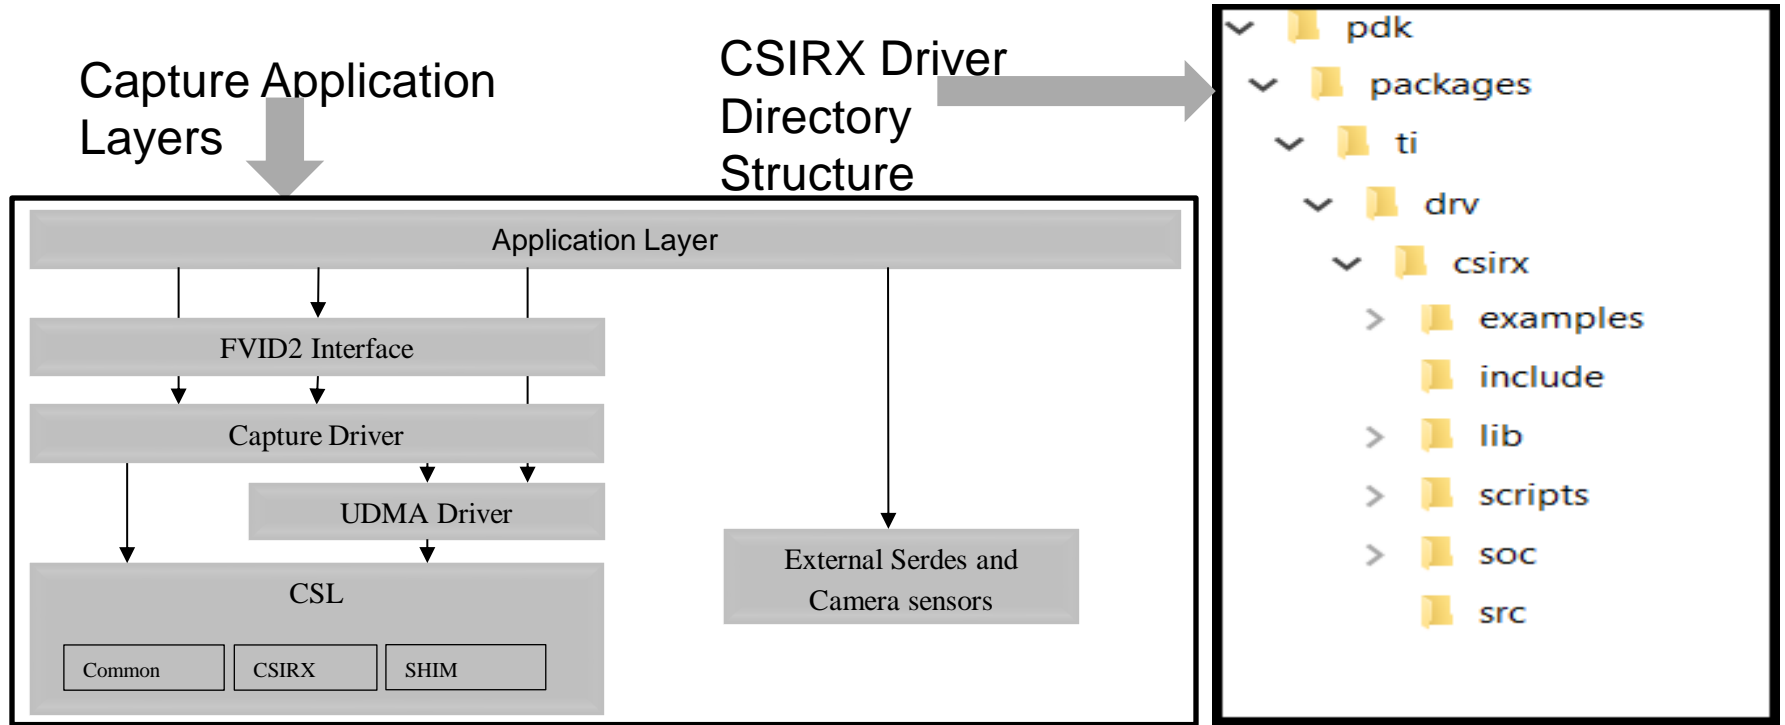 Capture Application
Layers
CSIRX Driver
Directory
Structure
Application Layer
FVID2 Interface
Capture Driver
UDMA Driver
CSL
Common
CSIRX
SHIM
External Serdes and
Camera sensors
pdk
packages
ti
drv
csirx
examples
include
lib
scripts
soc
src